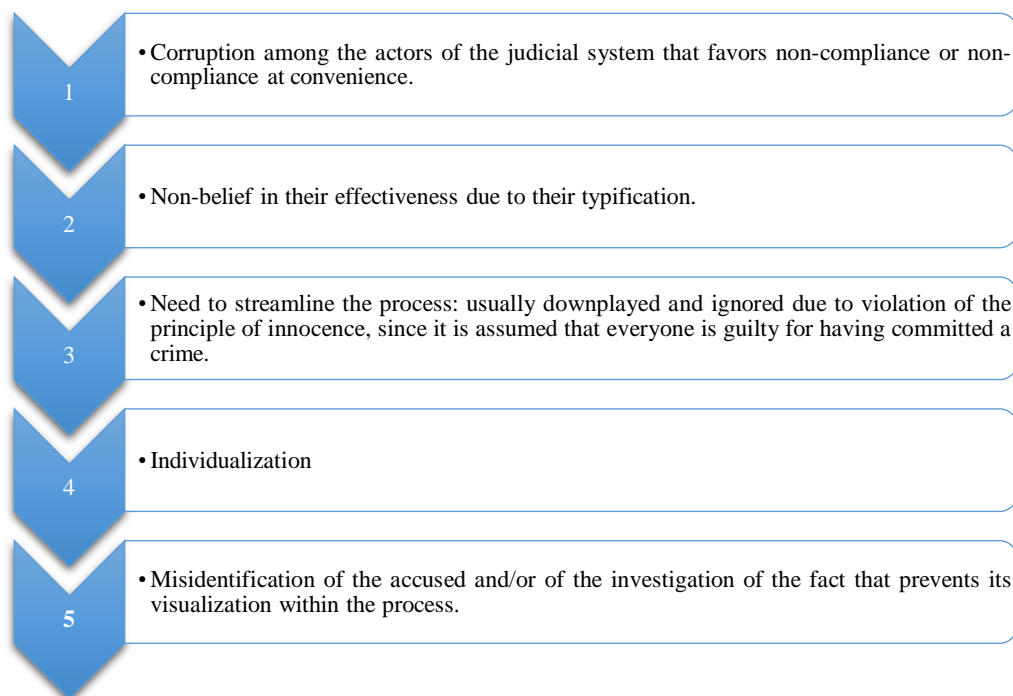 1
• Corruption among the actors of the judicial system that favors non-compliance or non-
compliance at convenience.
2
• Non-belief in their effectiveness due to their typification.
3
• Need to streamline the process: usually downplayed and ignored due to violation of the
principle of innocence, since it is assumed that everyone is guilty for having committed a
crime.
4
• Individualization
5
• Misidentification of the accused and/or of the investigation of the fact that prevents its
visualization within the process.